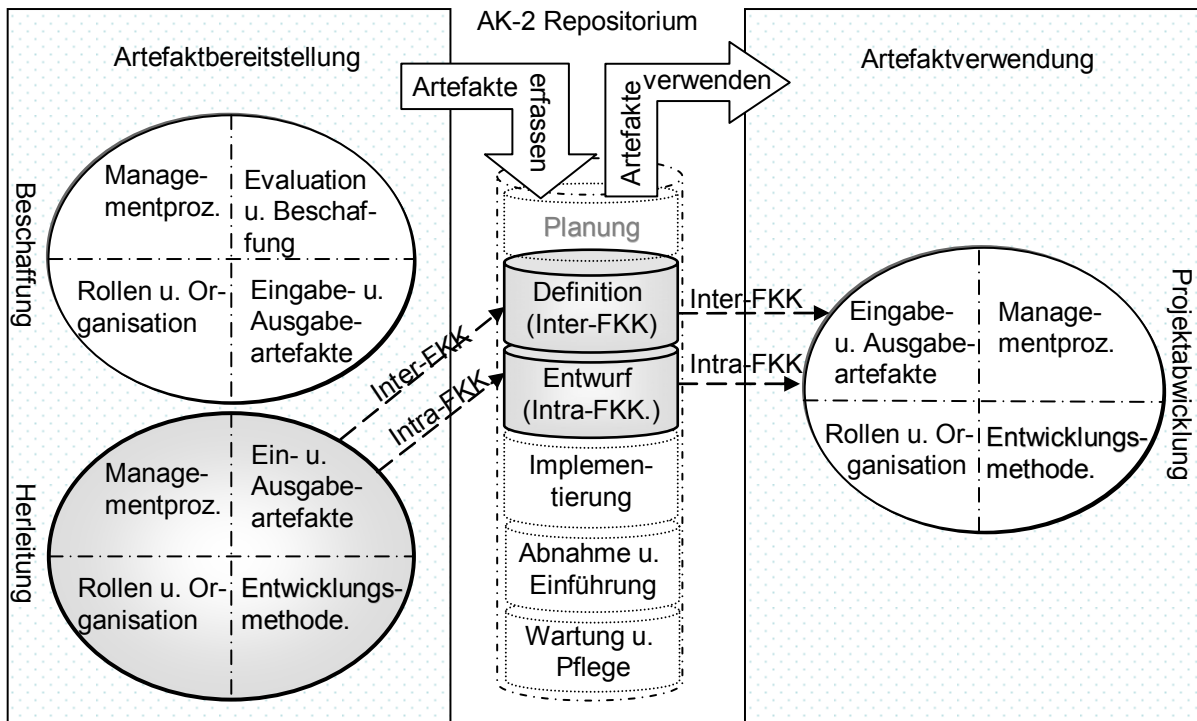 AK-2 Repositorium
Artefaktbereitstellung
Artefakte
erfassen
Artefakte
verwenden
Artefaktverwendung
Beschaffung
Manage-
mentproz.
Evaluation
u. Beschaf-
fung
Rollen u. Or-
ganisation
Eingabe- u.
Ausgabe-
artefakte
Herleitung
Manage-
mentproz.
Ein- u.
Ausgabe-
artefakte
Rollen u. Or-
ganisation
Entwicklungs-
methode.
Inter-FKK
Intra-FKK
Planung
Definition
(Inter-FKK)
Entwurf
(Intra-FKK.)
Implemen-
tierung
Abnahme u.
Einführung
Wartung u.
Pflege
Inter-FKK
Intra-FKK
Eingabe-
u. Ausgabe-
artefakte
Manage-
mentproz.
Rollen u. Or-
ganisation
Entwicklungs-
methode.
Projektabwicklung